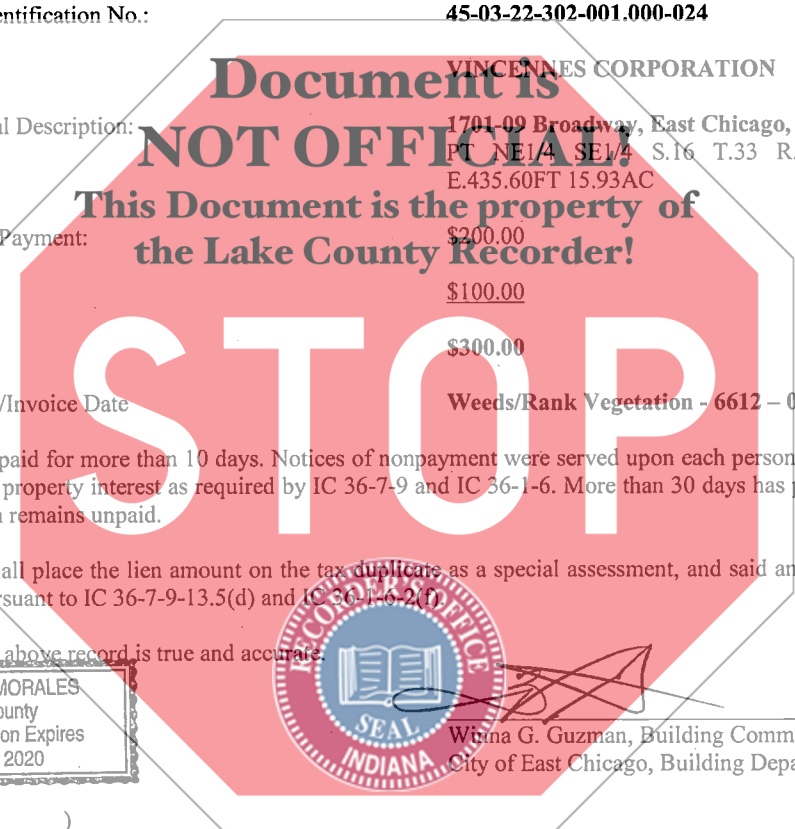 entification No.: 45-03-22-302-001.000-024
VINCENNES CORPORATION
Document is
al Description: 1701-09 Broadway, East Chicago,
NOT OFFICIAL!
PT NE1/4 SE1/4 S.16 T.33 R.
E.435.60FT 15.93AC
This Document is the property of
Payment: $200.00
the Lake County Recorder!
$100.00
STOP
$300.00
/Invoice Date Weeds/Rank Vegetation - 6612 – 0
paid for more than 10 days. Notices of nonpayment were served upon each person
property interest as required by IC 36-7-9 and IC 36-1-6. More than 30 days has p
n remains unpaid.
all place the lien amount on the tax duplicate as a special assessment, and said an
rsuant to IC 36-7-9-13.5(d) and IC 36-1-6-2(f).
above record is true and accurate.
RECORDER'S OFFICE
SEAL
INDIANA
MORALES
ounty
on Expires
2020
Winna G. Guzman, Building Comm
City of East Chicago, Building Depa
)